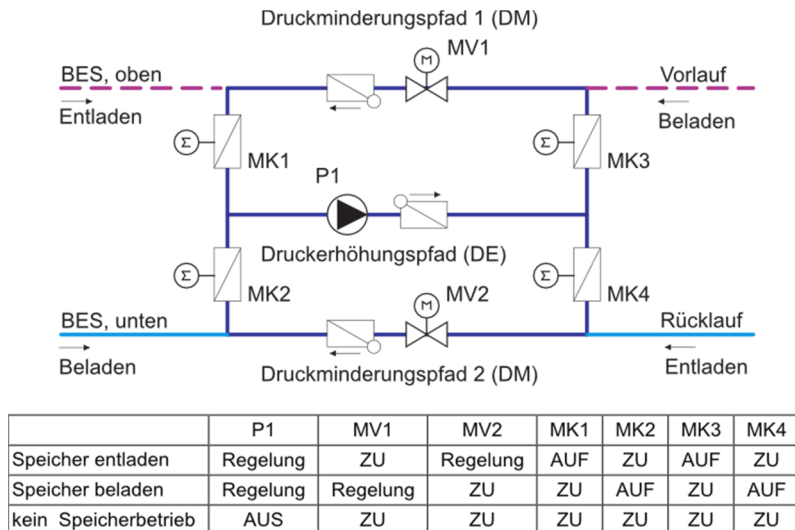 Druckminderungspfad 1 (DM)
M
MV1
BES, oben
Vorlauf
Entladen
Beladen
Σ
MK1
Σ
MK3
P1
Druckerhöhungspfad (DE)
Σ
MK2
M
MV2
Σ
MK4
BES, unten
Rücklauf
Beladen
Entladen
Druckminderungspfad 2 (DM)
P1 MV1 MV2 MK1 MK2 MK3 MK4
Speicher entladen Regelung ZU Regelung AUF ZU AUF ZU
Speicher beladen Regelung Regelung ZU ZU AUF ZU AUF
kein Speicherbetrieb AUS ZU ZU ZU ZU ZU ZU